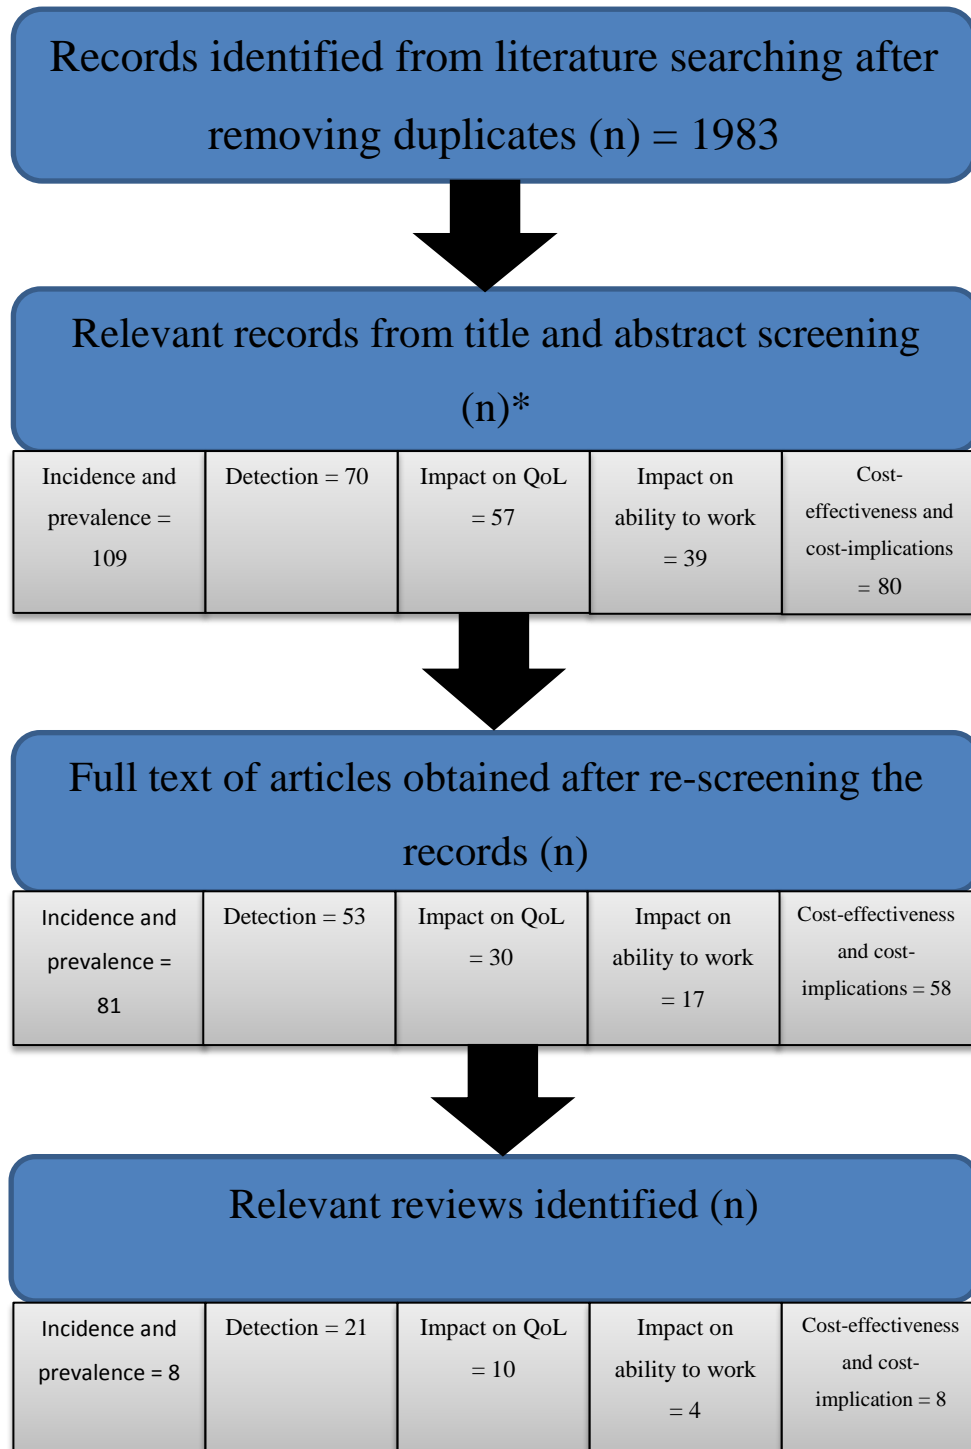 Records identified from literature searching after
removing duplicates (n) = 1983
Relevant records from title and abstract screening
(n)*
Incidence and
prevalence =
109
Detection = 70
Impact on QoL
= 57
Impact on
ability to work
= 39
Cost-
effectiveness and
cost-implications
= 80
Full text of articles obtained after re-screening the
records (n)
Incidence and
prevalence =
81
Detection = 53
Impact on QoL
= 30
Impact on
ability to work
= 17
Cost-effectiveness
and cost-
implications = 58
Relevant reviews identified (n)
Incidence and
prevalence = 8
Detection = 21
Impact on QoL
= 10
Impact on
ability to work
= 4
Cost-effectiveness
and cost-
implication = 8